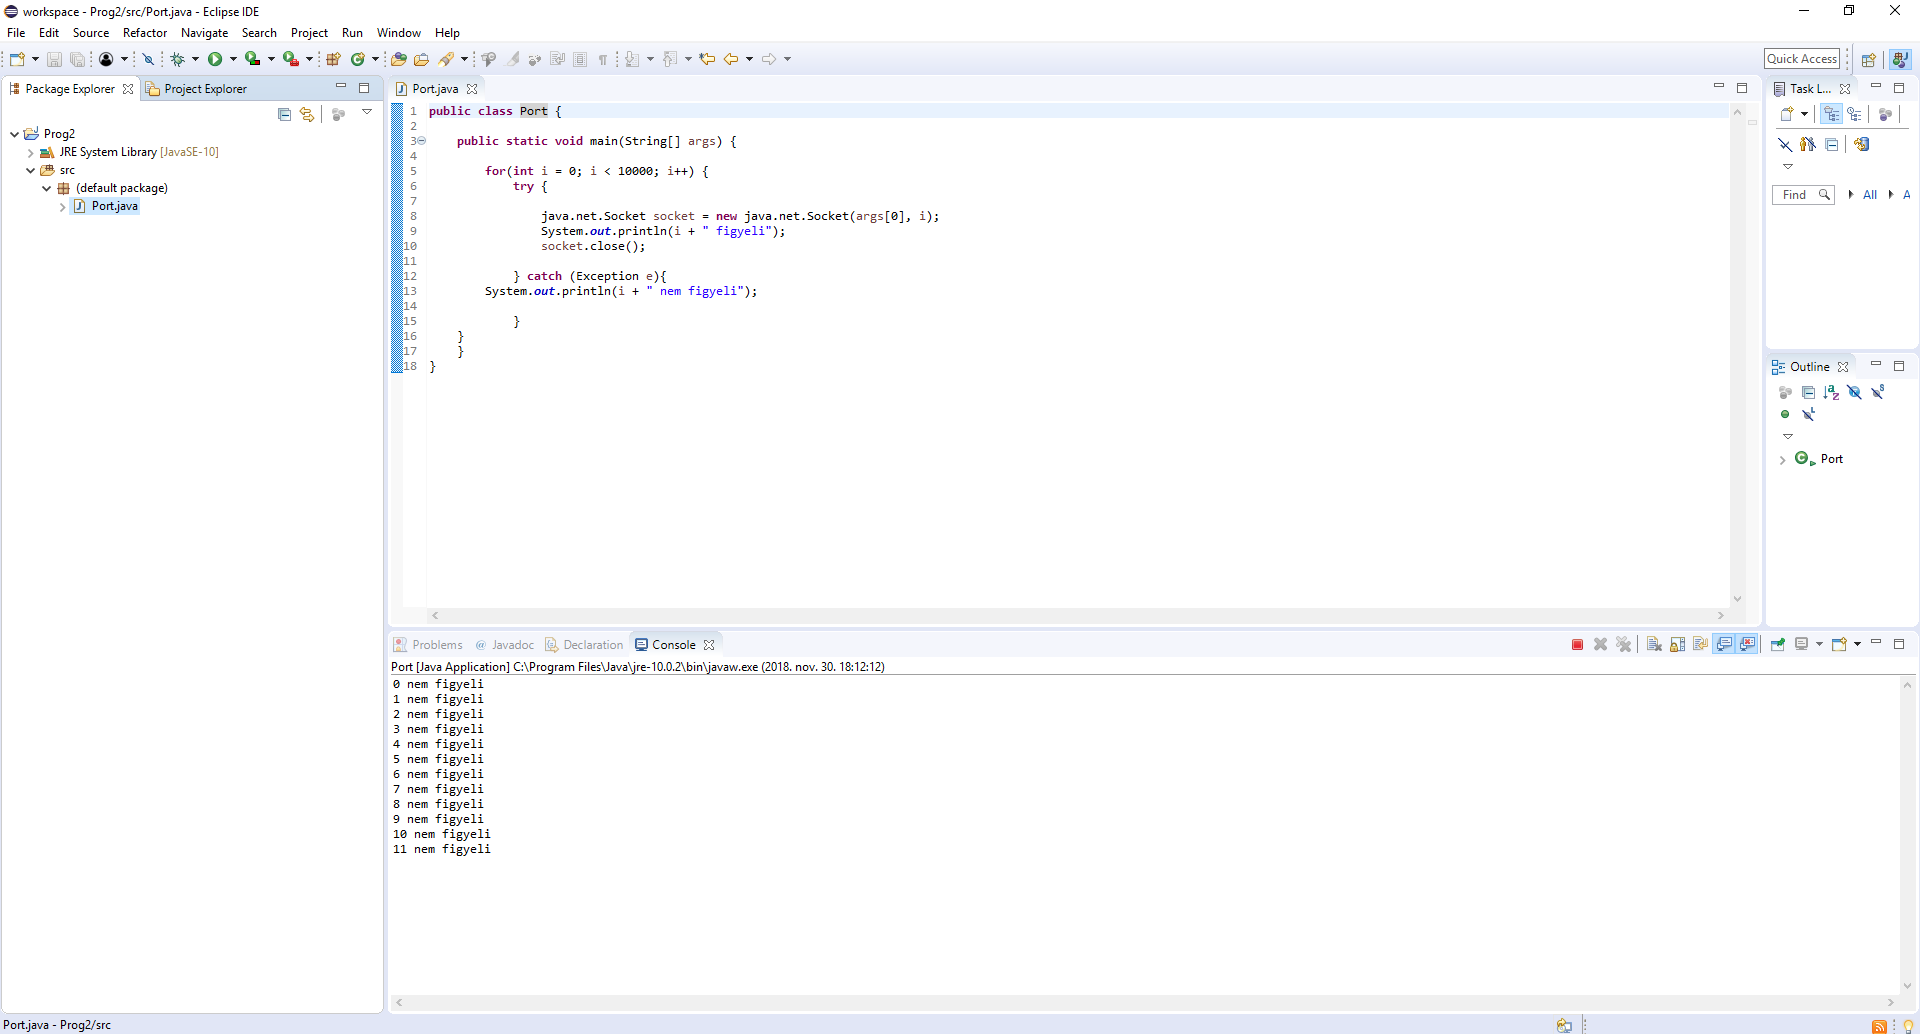 workspace - Prog2/src/Port.java - Eclipse IDE
File Edit Source Refactor Navigate Search Project Run Window Help
Quick Access
Package Explorer
Project Explorer
Prog2
JRE System Library [JavaSE-10]
src
(default package)
Port.java
Port.java
1 public class Port {
2
3 public static void main(String[] args) {
4
5 for(int i = 0; i < 10000; i++) {
6 try {
7
8 java.net.Socket socket = new java.net.Socket(args[0], i);
9 System.out.println(i + " figyeli");
10 socket.close();
11
12 } catch (Exception e){
13 System.out.println(i + " nem figyeli");
14
15 }
16 }
17 }
18 }
Task L...
Find All A
Outline
Port
Problems Javadoc Declaration Console
Port [Java Application] C:\Program Files\Java\jre-10.0.2\bin\javaw.exe (2018. nov. 30. 18:12:12)
0 nem figyeli
1 nem figyeli
2 nem figyeli
3 nem figyeli
4 nem figyeli
5 nem figyeli
6 nem figyeli
7 nem figyeli
8 nem figyeli
9 nem figyeli
10 nem figyeli
11 nem figyeli
Port.java - Prog2/src